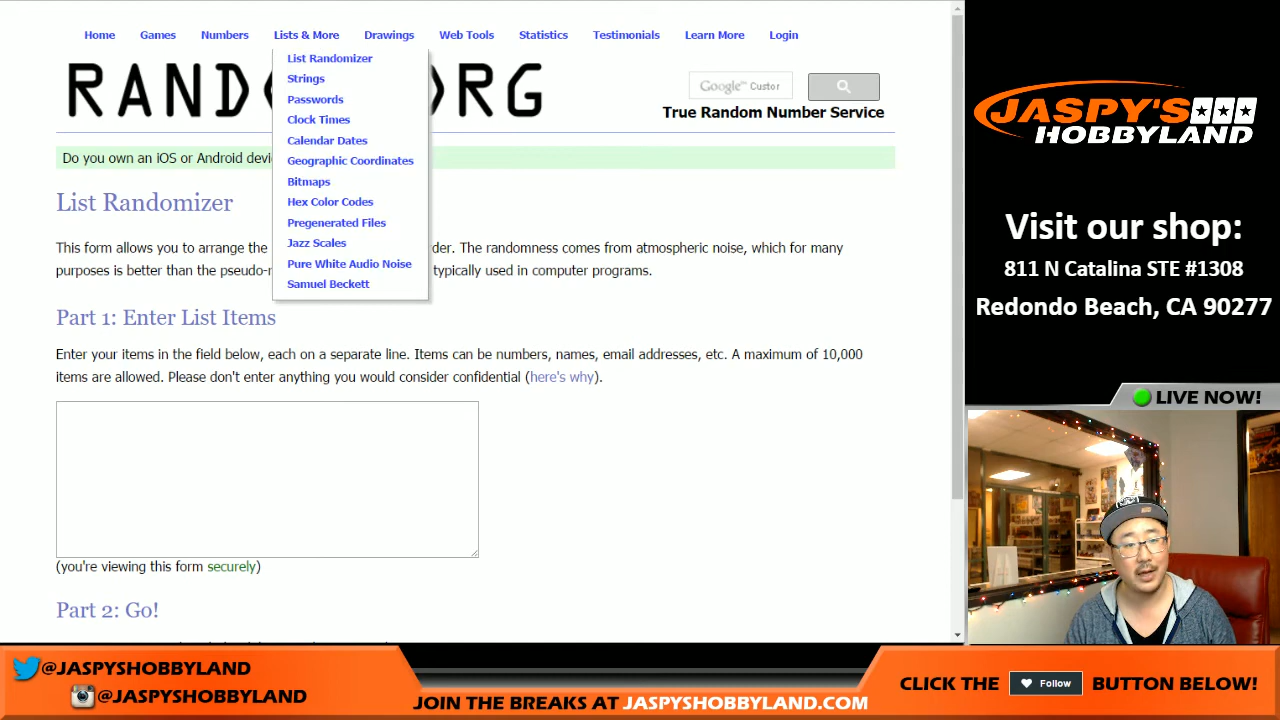 Home Games Numbers Lists & More Drawings Web Tools Statistics Testimonials Learn More Login
List Randomizer
Strings
Passwords
Clock Times
Calendar Dates
Geographic Coordinates
Bitmaps
Hex Color Codes
Pregenerated Files
Jazz Scales
Pure White Audio Noise
Samuel Beckett
RAND RG
Google™ Custor
True Random Number Service
Do you own an iOS or Android devi
List Randomizer
This form allows you to arrange the der. The randomness comes from atmospheric noise, which for many
purposes is better than the pseudo-r typically used in computer programs.
Part 1: Enter List Items
Enter your items in the field below, each on a separate line. Items can be numbers, names, email addresses, etc. A maximum of 10,000
items are allowed. Please don't enter anything you would consider confidential (here's why).
(you're viewing this form securely)
Part 2: Go!
JASPY'S
HOBBYLAND
Visit our shop:
811 N Catalina STE #1308
Redondo Beach, CA 90277
LIVE NOW!
@JASPYSHOBBYLAND
@JASPYSHOBBYLAND
JOIN THE BREAKS AT JASPYSHOBBYLAND.COM
CLICK THE Follow BUTTON BELOW!